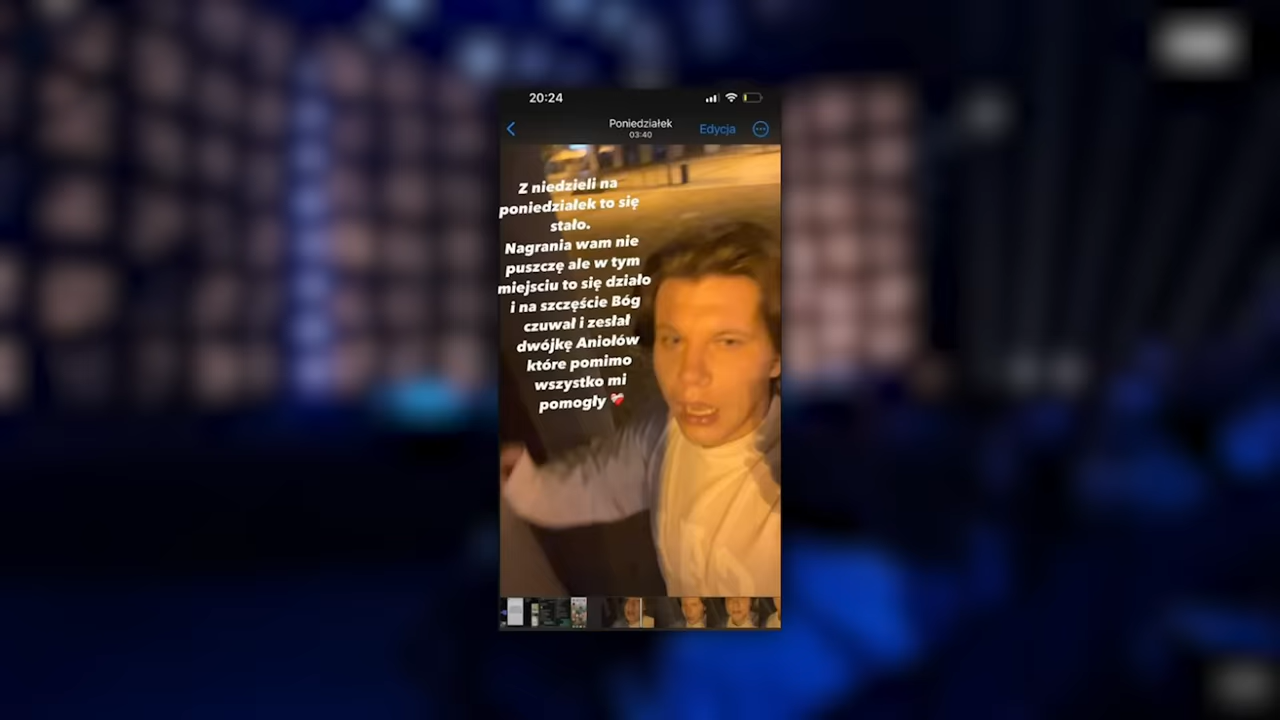 20:24
Poniedziałek
03:40
Edycja
Z niedzieli na
poniedziałek to się
stało.
Nagrania wam nie
puszczę ale w tym
miejsciu to się działo
i na szczęście Bóg
czuwał i zesłał
dwójkę Aniołów
które pomimo
wszystko mi
pomogły ❤️‍🩹